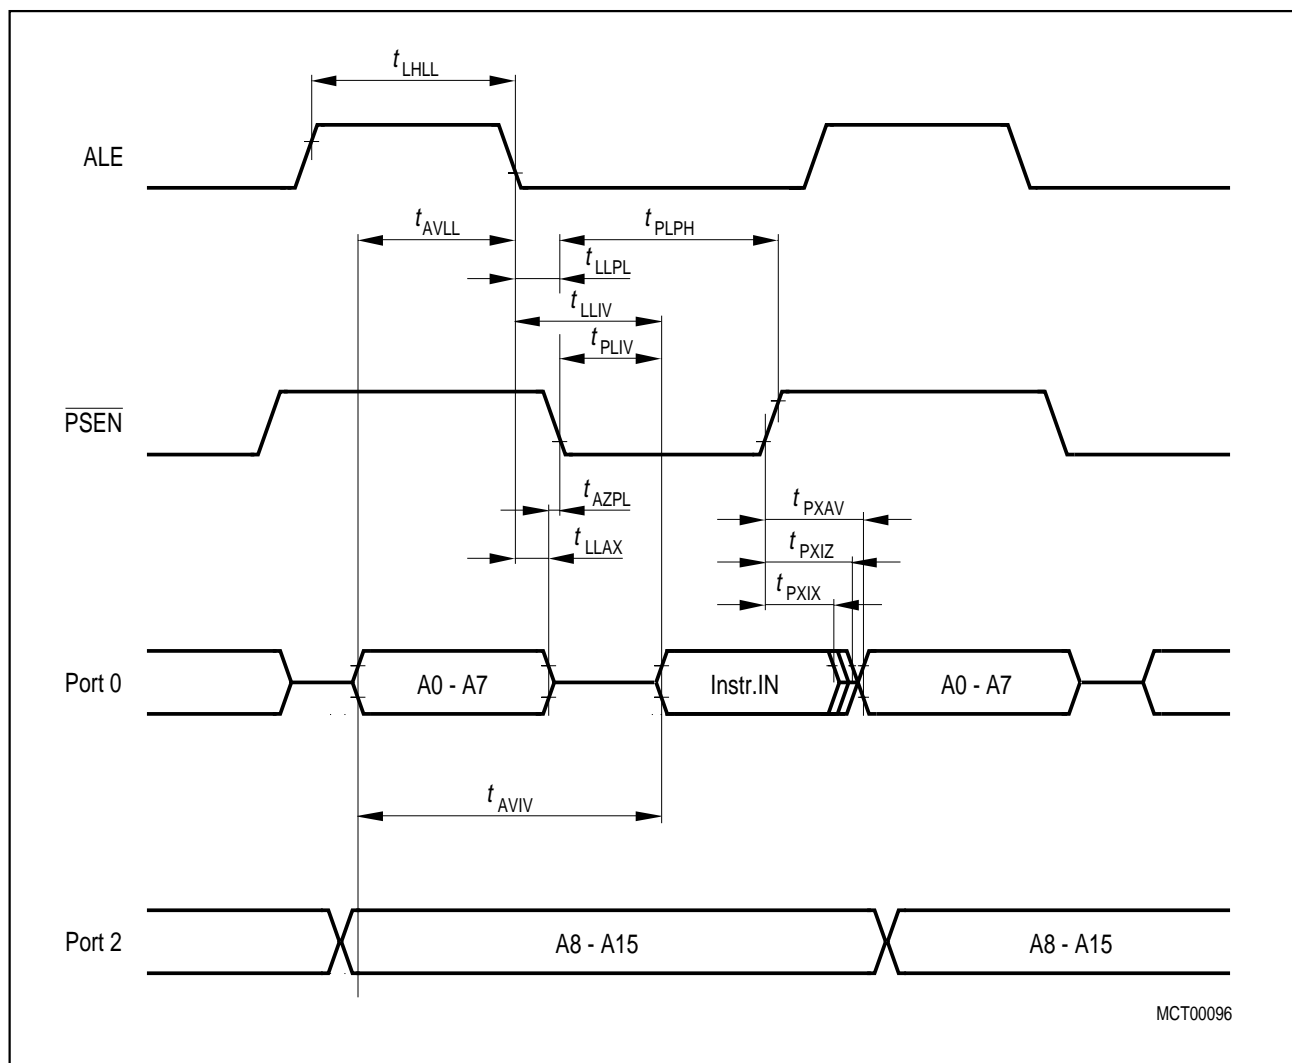 tLHLL
ALE
tAVLL
tPLPH
tLLPL
tLLIV
tPLIV
PSEN
tAZPL
tPXAV
tLLAX
tPXIZ
tPXIX
Port 0
A0 - A7
Instr.IN
A0 - A7
tAVIV
Port 2
A8 - A15
A8 - A15
MCT00096